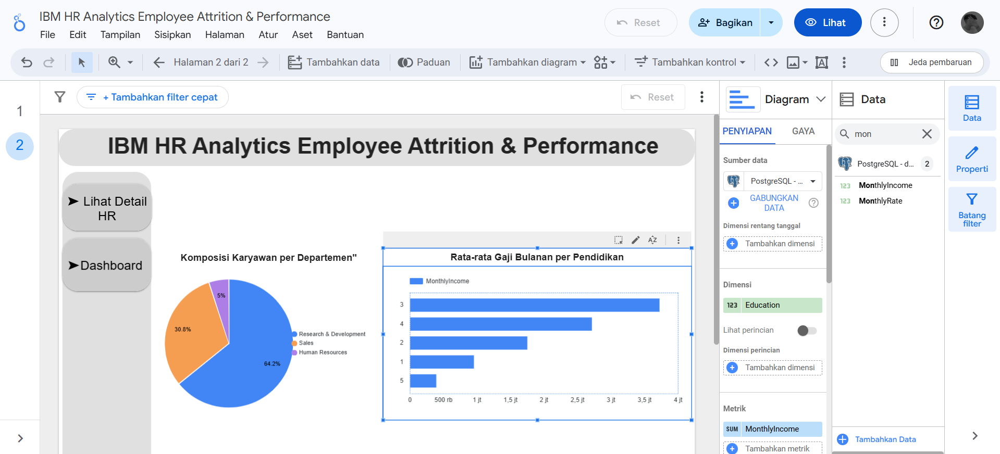 IBM HR Analytics Employee Attrition & Performance
File Edit Tampilan Sisipkan Halaman Atur Aset Bantuan
Reset
Bagikan
Lihat
Halaman 2 dari 2
Tambahkan data
Paduan
Tambahkan diagram
Tambahkan kontrol
Jeda pembaruan
1
2
+ Tambahkan filter cepat
Reset
IBM HR Analytics Employee Attrition & Performance
➤ Lihat Detail
HR
➤Dashboard
Komposisi Karyawan per Departemen"
5%
30.8%
64.2%
Research & Development
Sales
Human Resources
Rata-rata Gaji Bulanan per Pendidikan
MonthlyIncome
3
4
2
1
5
0 500 rb 1 jt 1,5 jt 2 jt 2,5 jt 3 jt 3,5 jt 4 jt
Diagram
PENYIAPAN GAYA
Sumber data
PostgreSQL - ...
GABUNGKAN
DATA
Dimensi rentang tanggal
Tambahkan dimensi
Dimensi
123 Education
Lihat perincian
Dimensi perincian
Tambahkan dimensi
Metrik
SUM MonthlyIncome
Tambahkan metrik
Data
mon
PostgreSQL - d... 2
123 MonthlyIncome
123 MonthlyRate
Tambahkan Data
Data
Properti
Batang
filter